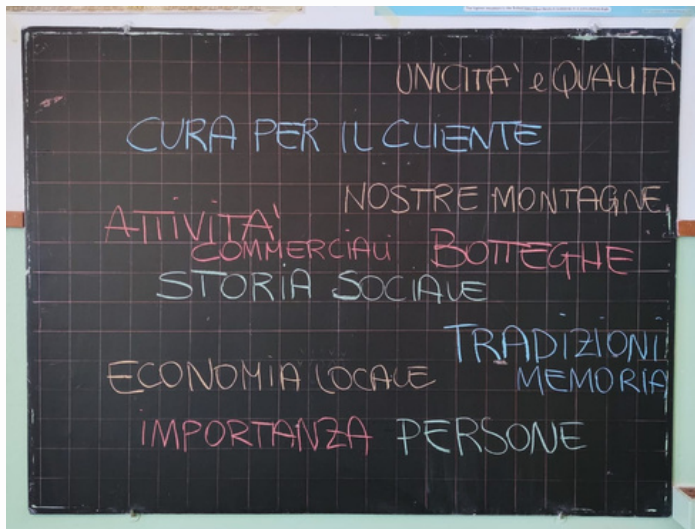 UNICITA' e QUALITA'
CURA PER IL CLIENTE
NOSTRE MONTAGNE
ATTIVITA'
COMMERCIALI BOTTEGHE
STORIA SOCIALE
TRADIZIONI
ECONOMIA LOCALE MEMORIA
IMPORTANZA PERSONE